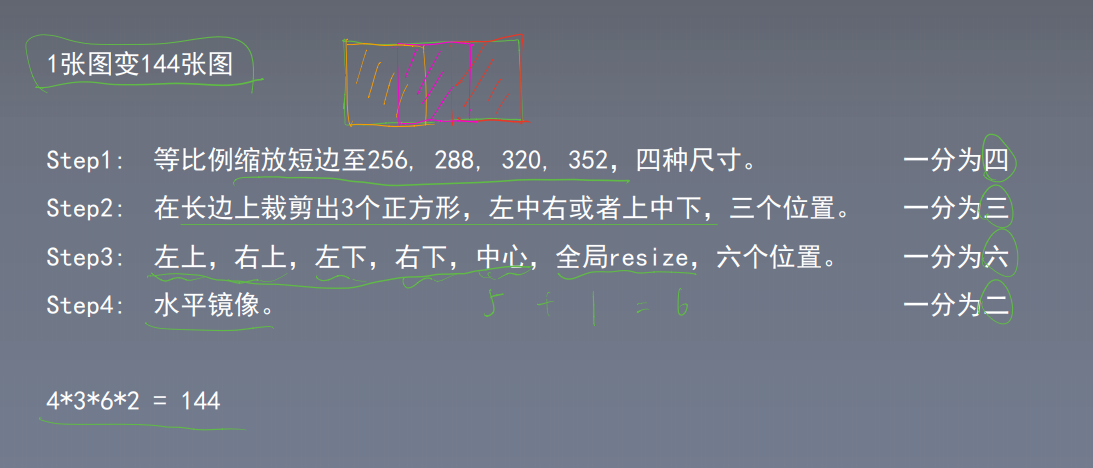 1张图变144张图
Step1: 等比例缩放短边至256, 288, 320, 352，四种尺寸。 一分为四
Step2: 在长边上裁剪出3个正方形，左中右或者上中下，三个位置。 一分为三
Step3: 左上，右上，左下，右下，中心，全局resize，六个位置。 一分为六
Step4: 水平镜像。 一分为二
5 + 1 = 6
4*3*6*2 = 144